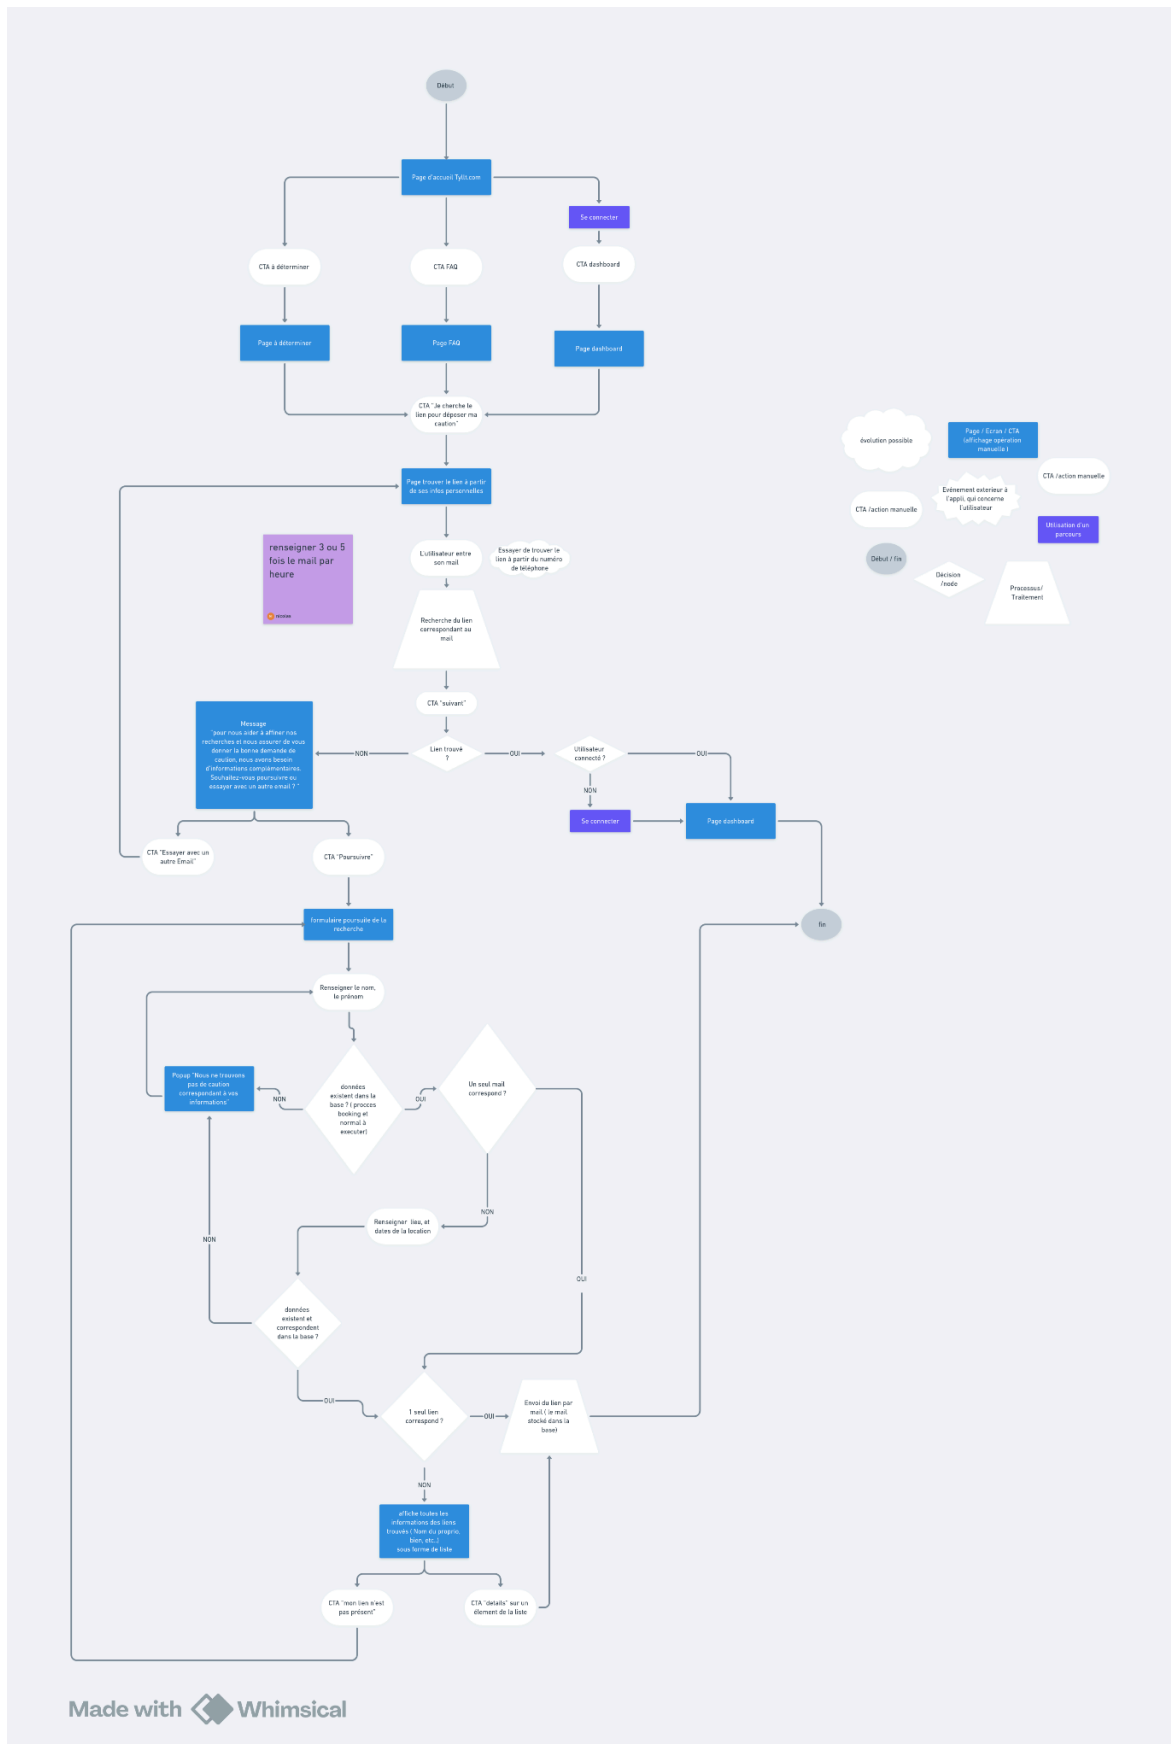 Début
Page d'accueil Tylli.com
Se connecter
CTA à déterminer
CTA FAQ
CTA dashboard
Page à déterminer
Page FAQ
Page dashboard
CTA "Je cherche le
lien pour déposer ma
caution"
Page trouver le lien à partir
de ses infos personnelles
évolution possible
Page / Ecran / CTA
(affichage opération
manuelle )
CTA /action manuelle
Evénement exterieur à
l'appli, qui concerne
l'utilisateur
CTA /action manuelle
Utilisation d'un
parcours
Début / fin
Décision
/node
Processus/
Traitement
renseigner 3 ou 5
fois le mail par
heure
L'utilisateur entre
son mail
Essayer de trouver le
lien à partir du numéro
de téléphone
Recherche du lien
correspondant au
mail
CTA "suivant"
Message
"pour nous aider à affiner nos
recherches et nous assurer de vous
donner la bonne demande de
caution, nous avons besoin
d'informations complémentaires.
Souhaitez-vous poursuivre ou
essayer avec un autre email ? "
NON
Lien trouvé
?
OUI
Utilisateur
connecté ?
OUI
NON
Se connecter
Page dashboard
CTA "Essayer avec un
autre Email"
CTA "Poursuivre"
formulaire poursuite de la
recherche
fin
Renseigner le nom,
le prénom
Popup "Nous ne trouvons
pas de caution
correspondant à vos
informations"
NON
données
existent dans la
base ? ( procces
booking et
normal à
executer)
OUI
Un seul mail
correspond ?
NON
Renseigner lieu, et
dates de la location
NON
OUI
données
existent et
correspondent
dans la base ?
OUI
1 seul lien
correspond ?
OUI
Envoi du lien par
mail ( le mail
stocké dans la
base)
NON
affiche toutes les
informations des liens
trouvés ( Nom du proprio,
bien, etc..)
sous forme de liste
CTA "mon lien n'est
pas présent"
CTA "details" sur un
élement de la liste
Made with Whimsical